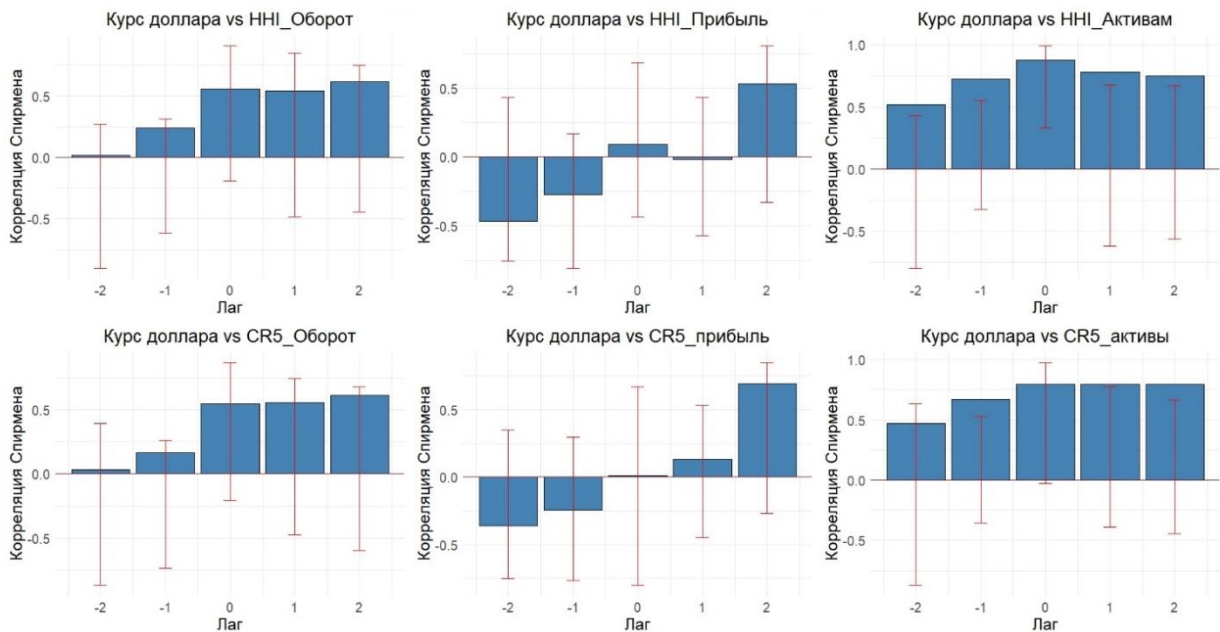 Курс доллара vs HHI_Оборот
Корреляция Спирмена
0.5
0.0
-0.5
-2 -1 0 1 2
Лаг
Курс доллара vs HHI_Прибыль
Корреляция Спирмена
0.5
0.0
-0.5
-2 -1 0 1 2
Лаг
Курс доллара vs HHI_Активам
Корреляция Спирмена
1.0
0.5
0.0
-0.5
-2 -1 0 1 2
Лаг
Курс доллара vs CR5_Оборот
Корреляция Спирмена
0.5
0.0
-0.5
-2 -1 0 1 2
Лаг
Курс доллара vs CR5_прибыль
Корреляция Спирмена
0.5
0.0
-0.5
-2 -1 0 1 2
Лаг
Курс доллара vs CR5_активы
Корреляция Спирмена
1.0
0.5
0.0
-0.5
-2 -1 0 1 2
Лаг